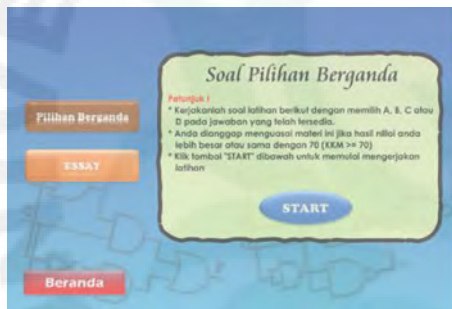 Soal Pilihan Berganda
Petunjuk !
* Kerjakanlah soal latihan berikut dengan memilih A, B, C atau
D pada jawaban yang telah tersedia.
* Anda dianggap menguasai materi ini jika hasil nilai anda
lebih besar atau sama dengan 70 (KKM >= 70)
* Klik tombol "START" dibawah untuk memulai mengerjakan
latihan
START
Pilihan Berganda
ESSAY
Beranda